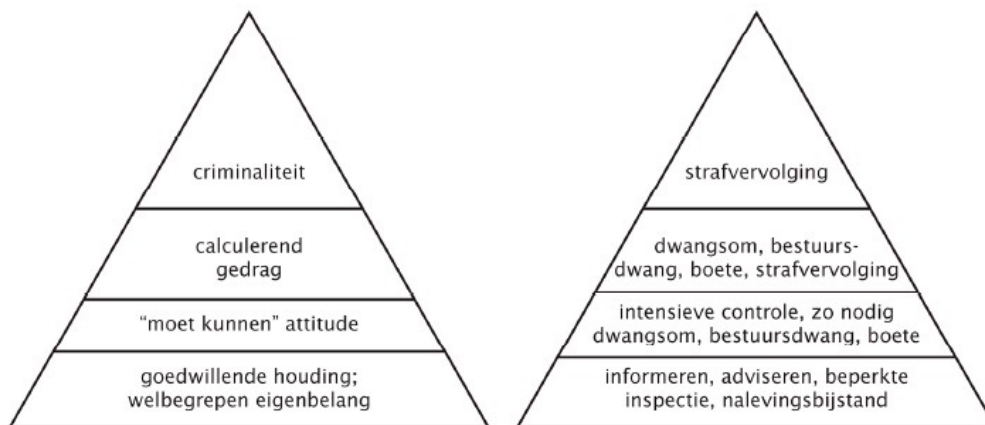 criminaliteit
calculerend
gedrag
“moet kunnen” attitude
goedwillende houding;
welbegrepen eigenbelang
strafvervolging
dwangsom, bestuurs-
dwang, boete, strafvervolging
intensieve controle, zo nodig
dwangsom, bestuursdwang, boete
informeren, adviseren, beperkte
inspectie, nalevingsbijstand